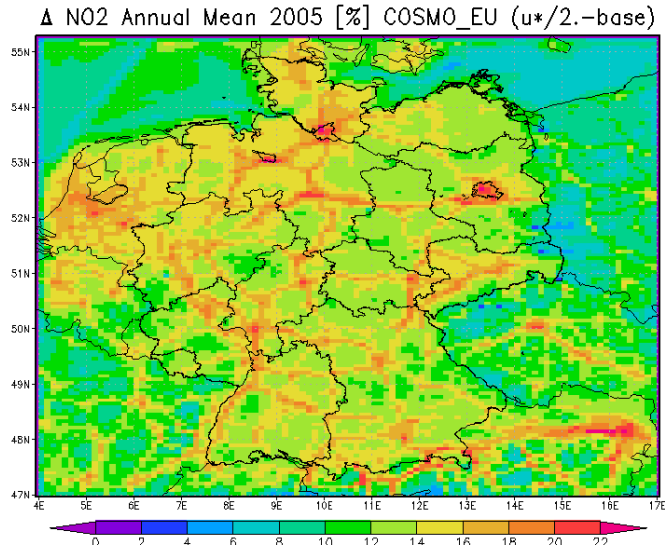 Δ NO2 Annual Mean 2005 [%] COSMO_EU (u*/2.-base)
55N
54N
53N
52N
51N
50N
49N
48N
47N
4E 5E 6E 7E 8E 9E 10E 11E 12E 13E 14E 15E 16E 17E
0 2 4 6 8 10 12 14 16 18 20 22